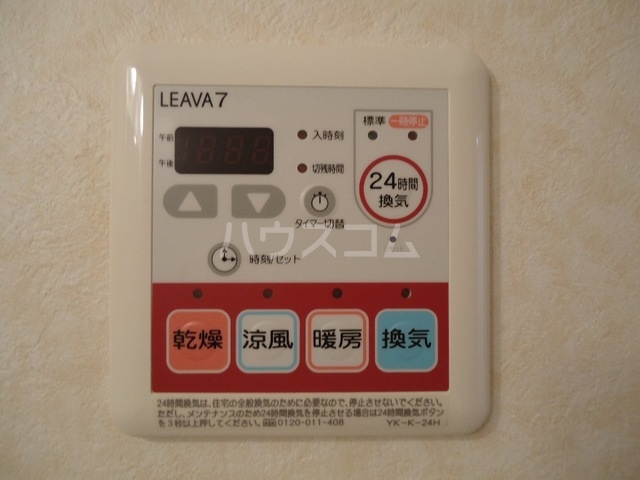 LEAVA7
標準 一時停止
午前
午後
入時刻
切残時間
24時間
換気
タイマー切替
時刻/セット
ハウスコム
乾燥 涼風 暖房 換気
24時間換気は、住宅の全般換気のために必要なので、停止させないでください。
ただし、メンテナンスのため24時間換気を停止させる場合は24時間換気ボタン
を3秒以上押してください。 0120-011-408 YK-K-24H